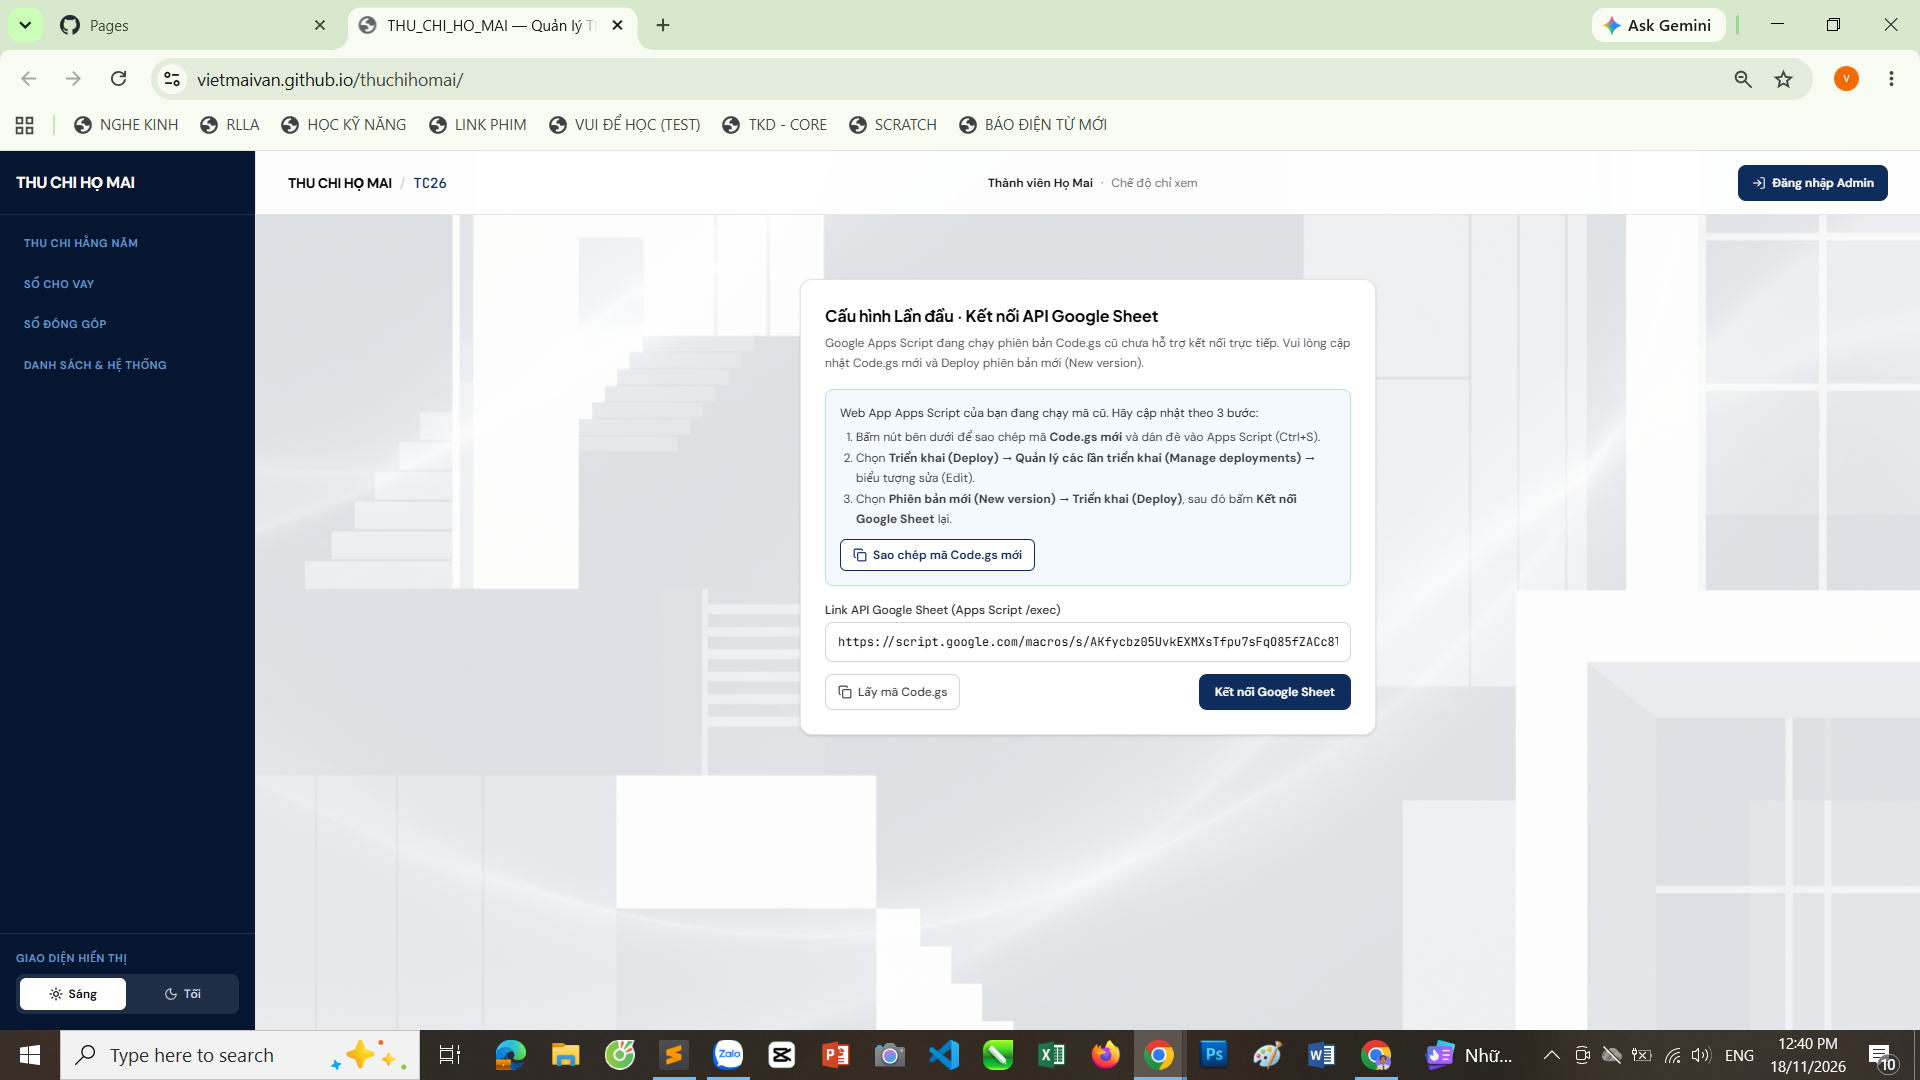 Pages
THU_CHI_HO_MAI — Quản lý T
Ask Gemini
vietmaivan.github.io/thuchihomai/
V
NGHE KINH
RLLA
HỌC KỸ NĂNG
LINK PHIM
VUI ĐỂ HỌC (TEST)
TKD - CORE
SCRATCH
BÁO ĐIỆN TỬ MỚI
THU CHI HỌ MAI
THU CHI HỌ MAI / TC26
Thành viên Họ Mai · Chế độ chỉ xem
Đăng nhập Admin
THU CHI HẰNG NĂM
SỔ CHO VAY
SỔ ĐÓNG GÓP
DANH SÁCH & HỆ THỐNG
Cấu hình Lần đầu · Kết nối API Google Sheet
Google Apps Script đang chạy phiên bản Code.gs cũ chưa hỗ trợ kết nối trực tiếp. Vui lòng cập
nhật Code.gs mới và Deploy phiên bản mới (New version).
Web App Apps Script của bạn đang chạy mã cũ. Hãy cập nhật theo 3 bước:
1. Bấm nút bên dưới để sao chép mã Code.gs mới và dán đè vào Apps Script (Ctrl+S).
2. Chọn Triển khai (Deploy) → Quản lý các lần triển khai (Manage deployments) →
biểu tượng sửa (Edit).
3. Chọn Phiên bản mới (New version) → Triển khai (Deploy), sau đó bấm Kết nối
Google Sheet lại.
Sao chép mã Code.gs mới
Link API Google Sheet (Apps Script /exec)
https://script.google.com/macros/s/AKfycbz05UvkEXMXsTfpu7sFqO85fZACc8T
Lấy mã Code.gs
Kết nối Google Sheet
GIAO DIỆN HIỂN THỊ
Sáng
Tối
Type here to search
Zalo
Ps
Nhữ...
ENG
12:40 PM
18/11/2026
10